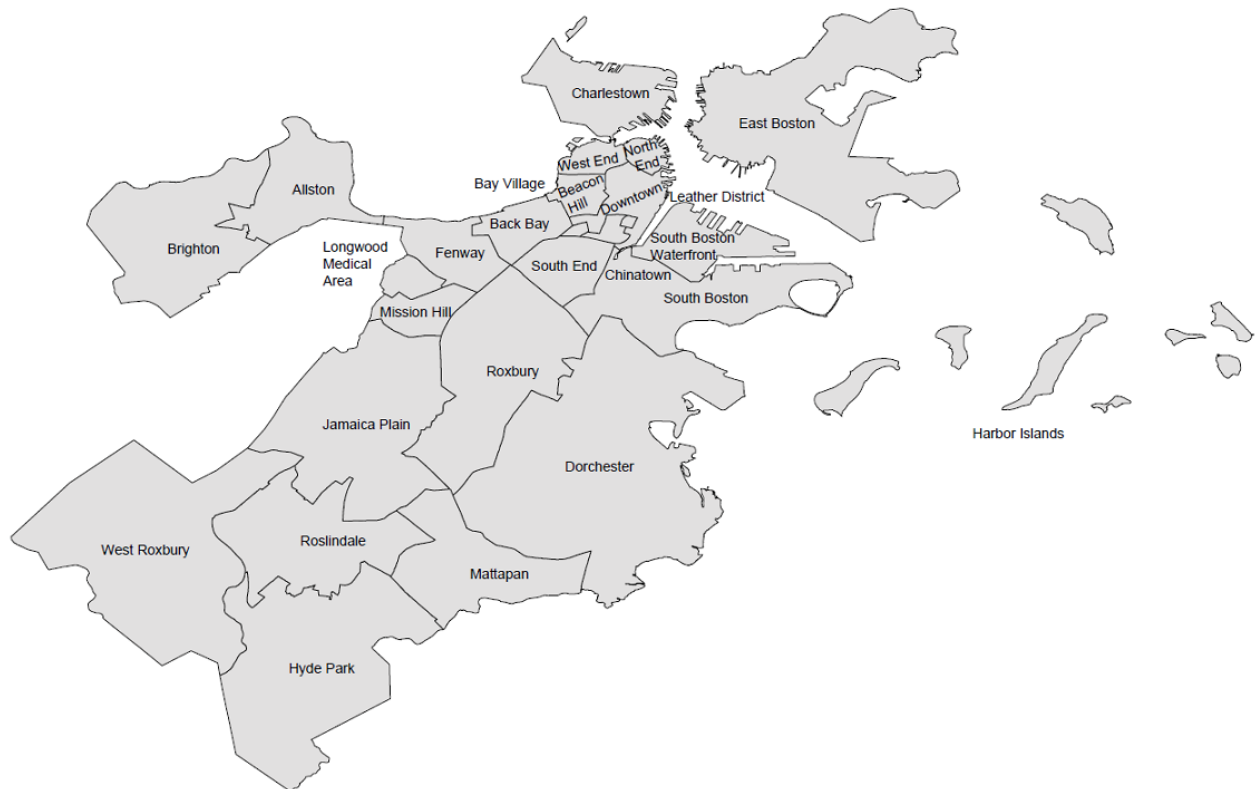 Charlestown
East Boston
West End
North
End
Bay Village
Beacon
Hill
Allston
Downtown
Leather District
Back Bay
Brighton
Longwood
Medical
Area
Fenway
South Boston
Waterfront
South End
Chinatown
South Boston
Mission Hill
Roxbury
Jamaica Plain
Harbor Islands
Dorchester
West Roxbury
Roslindale
Mattapan
Hyde Park